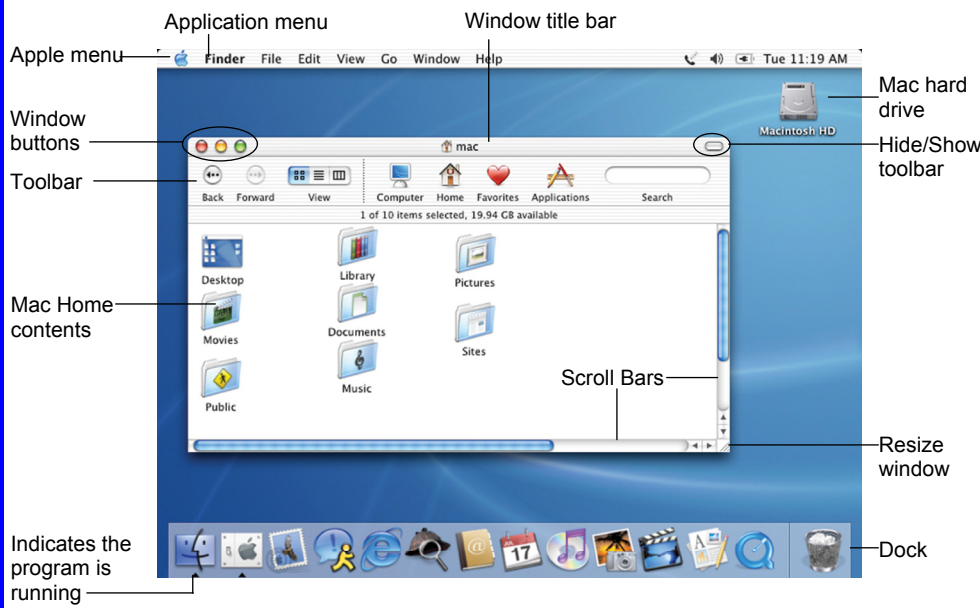 Application menu
Window title bar
Apple menu
Finder File Edit View Go Window Help
Tue 11:19 AM
Mac hard
drive
Macintosh HD
Window
buttons
mac
Hide/Show
toolbar
Toolbar
Back Forward View Computer Home Favorites Applications Search
1 of 10 items selected, 19.94 GB available
Desktop
Library
Pictures
Mac Home
contents
Movies
Documents
Sites
Public
Music
Scroll Bars
Resize
window
Indicates the
program is
running
JUL
17
@
Dock